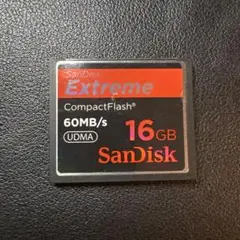 SanDisk
Extreme
CompactFlash®
60MB/s
UDMA
16GB
SanDisk